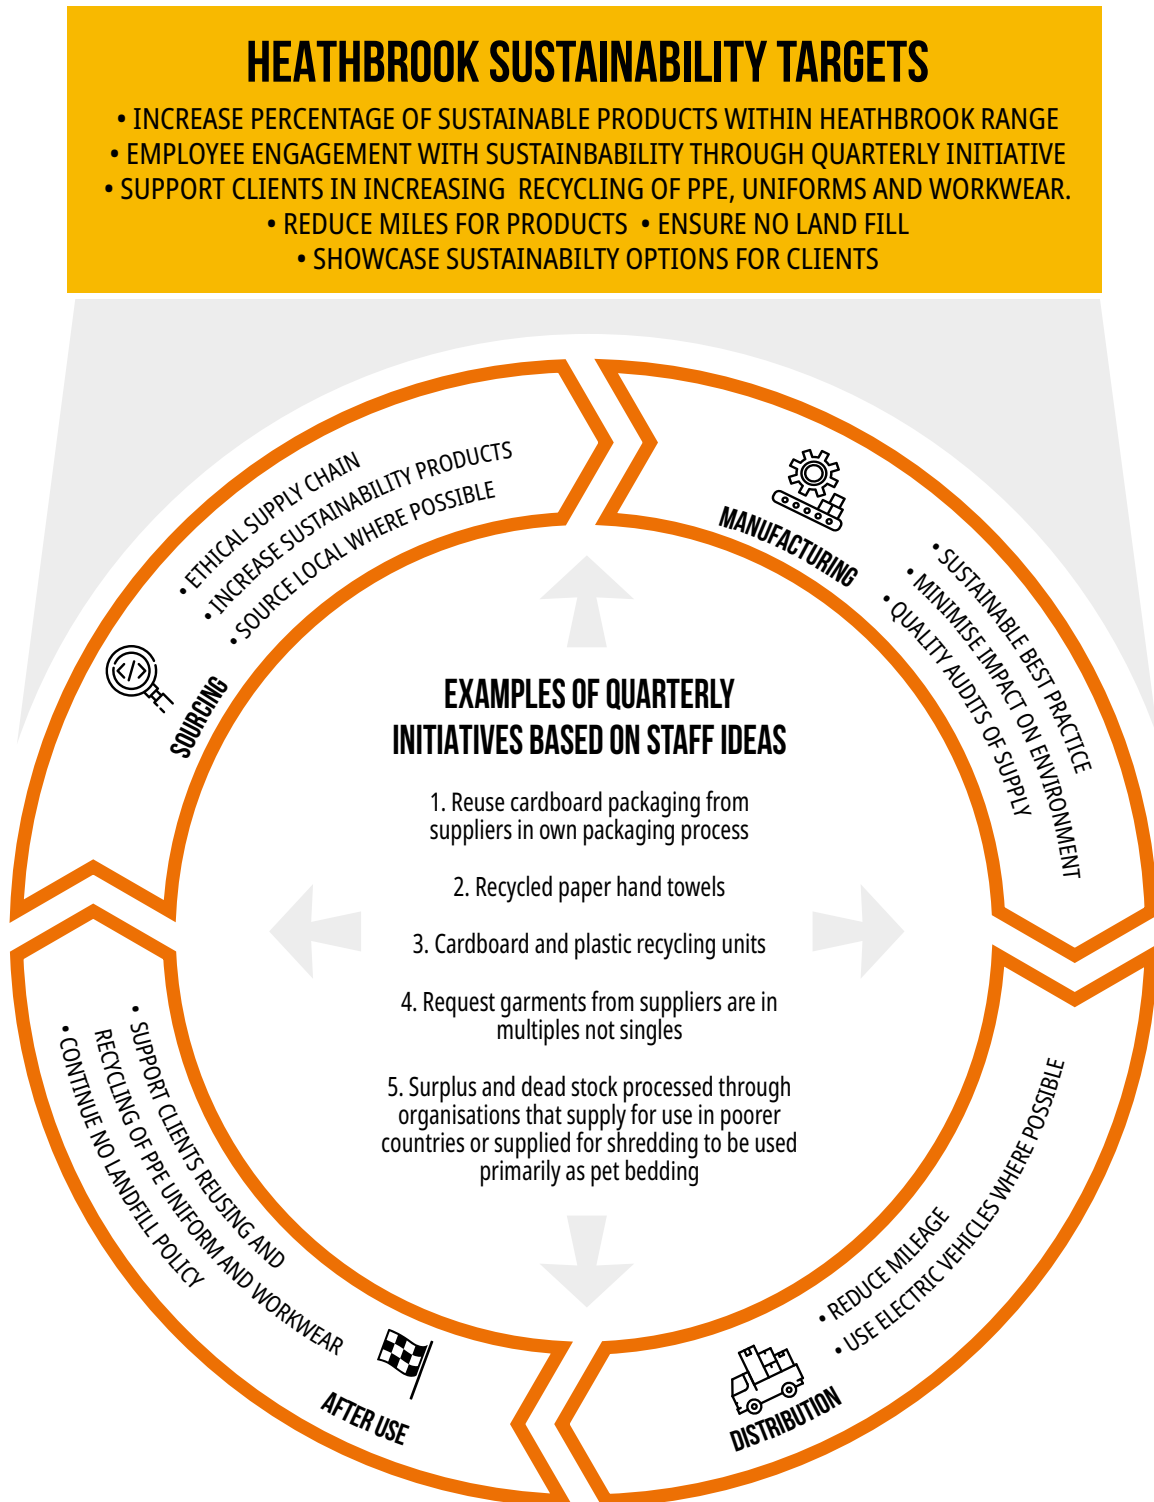 HEATHBROOK SUSTAINABILITY TARGETS
• INCREASE PERCENTAGE OF SUSTAINABLE PRODUCTS WITHIN HEATHBROOK RANGE
• EMPLOYEE ENGAGEMENT WITH SUSTAINBABILITY THROUGH QUARTERLY INITIATIVE
• SUPPORT CLIENTS IN INCREASING RECYCLING OF PPE, UNIFORMS AND WORKWEAR.
• REDUCE MILES FOR PRODUCTS • ENSURE NO LAND FILL
• SHOWCASE SUSTAINABILTY OPTIONS FOR CLIENTS
SOURCING
• ETHICAL SUPPLY CHAIN
• INCREASE SUSTAINABILITY PRODUCTS
• SOURCE LOCAL WHERE POSSIBLE
MANUFACTURING
• SUSTAINABLE BEST PRACTICE
• MINIMISE IMPACT ON ENVIRONMENT
• QUALITY AUDITS OF SUPPLY
EXAMPLES OF QUARTERLY
INITIATIVES BASED ON STAFF IDEAS
1. Reuse cardboard packaging from
suppliers in own packaging process
2. Recycled paper hand towels
3. Cardboard and plastic recycling units
4. Request garments from suppliers are in
multiples not singles
5. Surplus and dead stock processed through
organisations that supply for use in poorer
countries or supplied for shredding to be used
primarily as pet bedding
DISTRIBUTION
• REDUCE MILEAGE
• USE ELECTRIC VEHICLES WHERE POSSIBLE
AFTER USE
• SUPPORT CLIENTS REUSING AND
RECYCLING OF PPE UNIFORM AND WORKWEAR
• CONTINUE NO LANDFILL POLICY